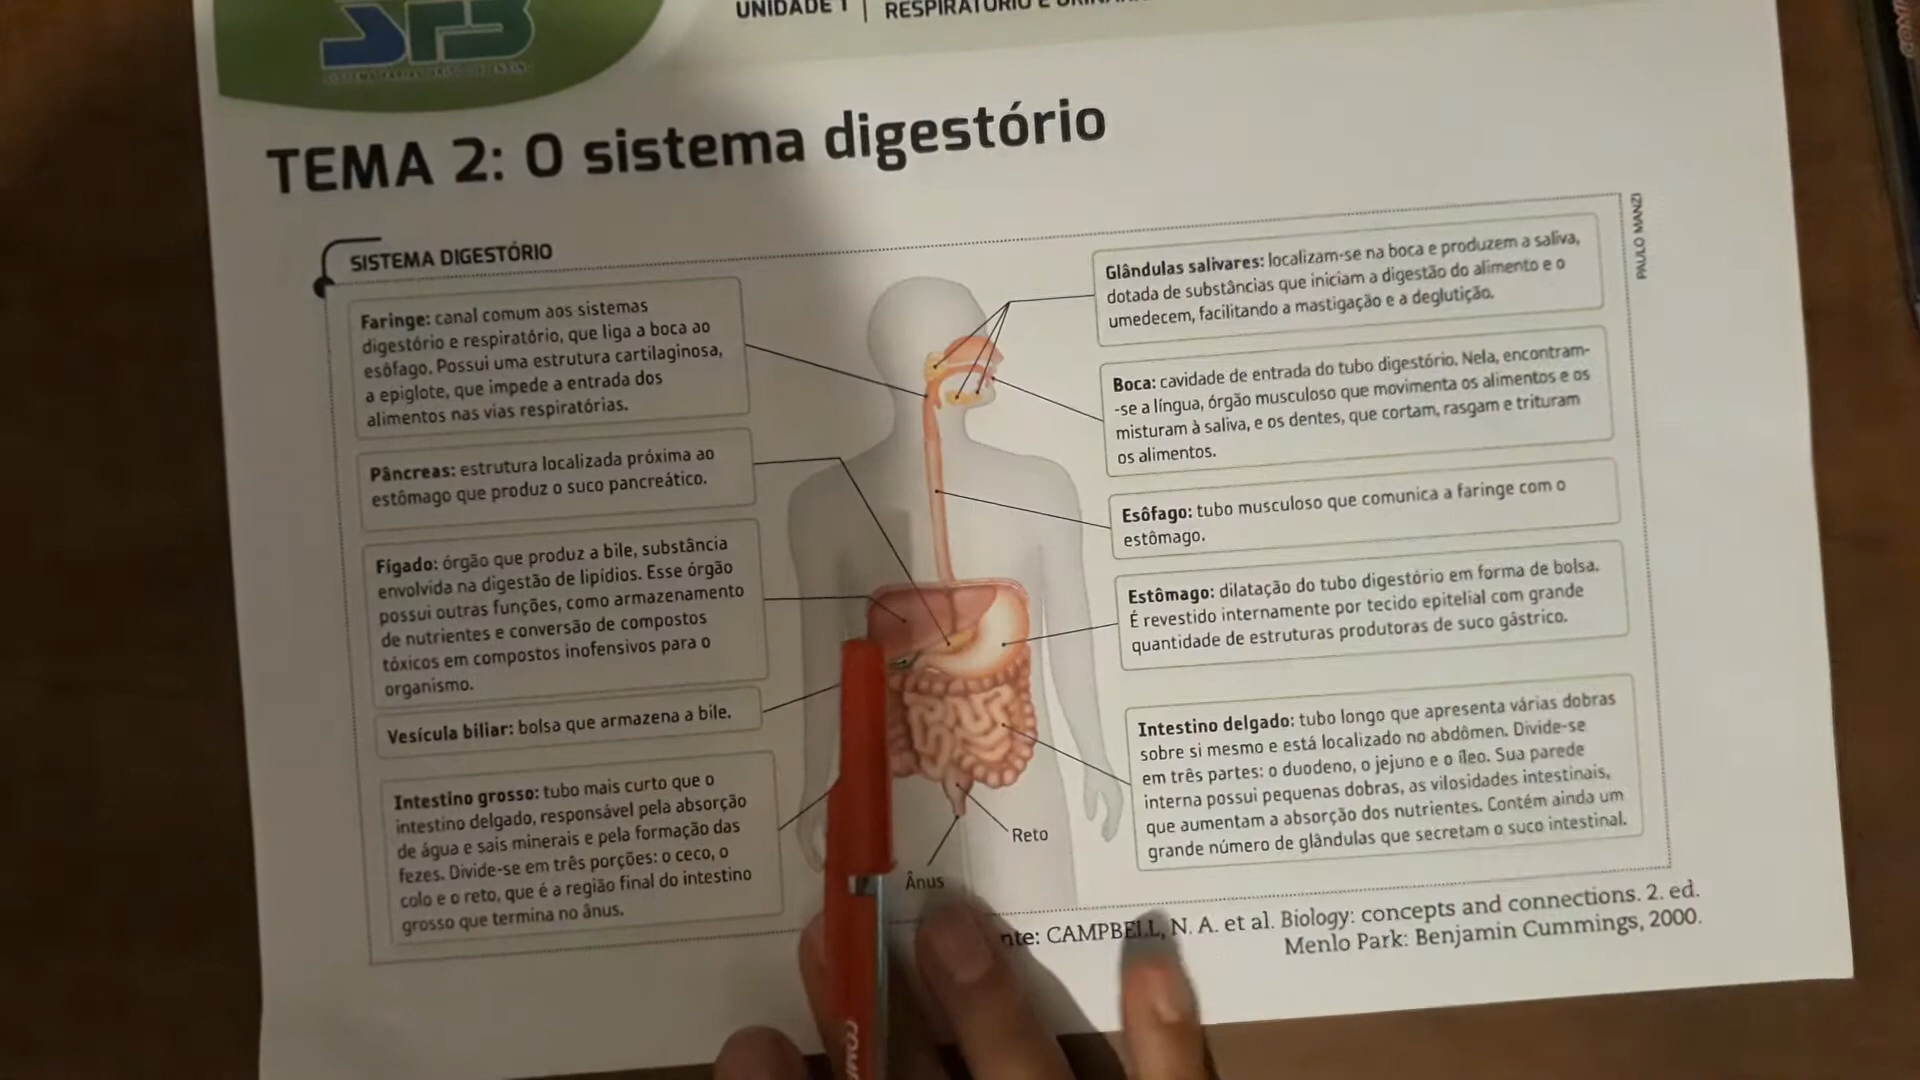 UNIDADE 1 | RESPIRATÓRIO E
SFB
TEMA 2: O sistema digestório
SISTEMA DIGESTÓRIO
Faringe: canal comum aos sistemas
digestório e respiratório, que liga a boca ao
esôfago. Possui uma estrutura cartilaginosa,
a epiglote, que impede a entrada dos
alimentos nas vias respiratórias.
Pâncreas: estrutura localizada próxima ao
estômago que produz o suco pancreático.
Fígado: órgão que produz a bile, substância
envolvida na digestão de lipídios. Esse órgão
possui outras funções, como armazenamento
de nutrientes e conversão de compostos
tóxicos em compostos inofensivos para o
organismo.
Vesícula biliar: bolsa que armazena a bile.
Intestino grosso: tubo mais curto que o
intestino delgado, responsável pela absorção
de água e sais minerais e pela formação das
fezes. Divide-se em três porções: o ceco, o
colo e o reto, que é a região final do intestino
grosso que termina no ânus.
Glândulas salivares: localizam-se na boca e produzem a saliva,
dotada de substâncias que iniciam a digestão do alimento e o
umedecem, facilitando a mastigação e a deglutição.
Boca: cavidade de entrada do tubo digestório. Nela, encontram-
-se a língua, órgão musculoso que movimenta os alimentos e os
misturam à saliva, e os dentes, que cortam, rasgam e trituram
os alimentos.
Esôfago: tubo musculoso que comunica a faringe com o
estômago.
Estômago: dilatação do tubo digestório em forma de bolsa.
É revestido internamente por tecido epitelial com grande
quantidade de estruturas produtoras de suco gástrico.
Intestino delgado: tubo longo que apresenta várias dobras
sobre si mesmo e está localizado no abdômen. Divide-se
em três partes: o duodeno, o jejuno e o íleo. Sua parede
interna possui pequenas dobras, as vilosidades intestinais,
que aumentam a absorção dos nutrientes. Contém ainda um
grande número de glândulas que secretam o suco intestinal.
Reto
Ânus
PAULO MANZI
nte: CAMPBELL, N. A. et al. Biology: concepts and connections. 2. ed.
Menlo Park: Benjamin Cummings, 2000.